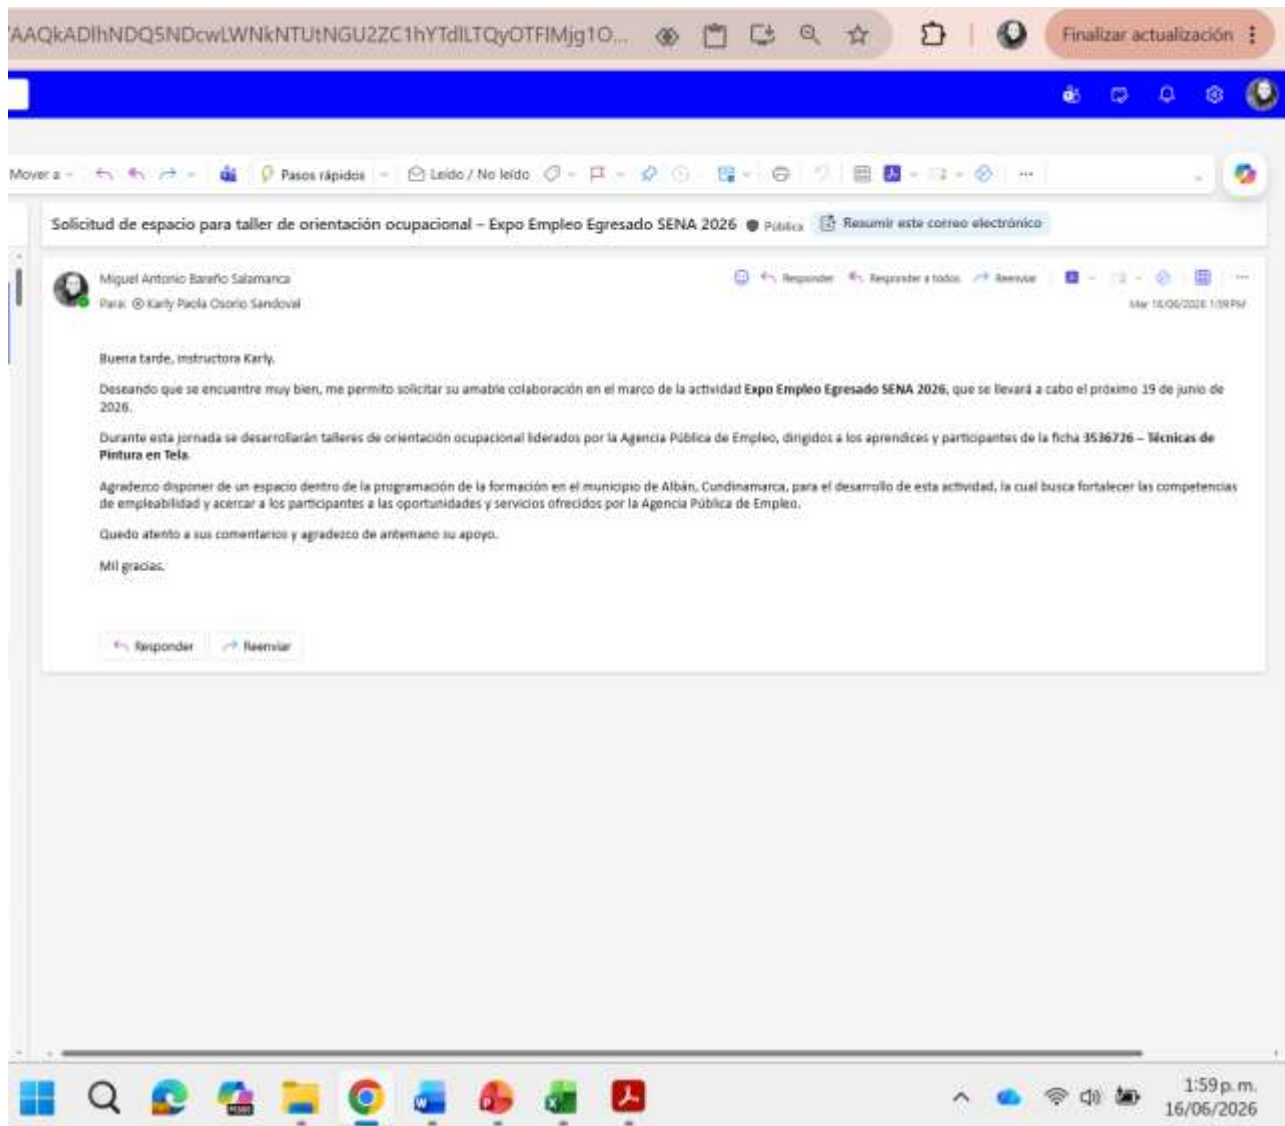 AAQkADlhNDQ5NDcwLWNkNTUtNGU2ZC1hYTdlLTQyOTFlMjg1O...
Finalizar actualización
Mover a
Pasos rápidos
Leído / No leído
Solicitud de espacio para taller de orientación ocupacional – Expo Empleo Egresado SENA 2026
Pública
Resumir este correo electrónico
Miguel Antonio Bareño Salamanca
Responder
Responder a todos
Reenviar
Para: Karly Paola Osorio Sandoval
Mar 16/06/2026 1:59 PM
Buena tarde, instructora Karly.
Deseando que se encuentre muy bien, me permito solicitar su amable colaboración en el marco de la actividad Expo Empleo Egresado SENA 2026, que se llevará a cabo el próximo 19 de junio de
2026.
Durante esta jornada se desarrollarán talleres de orientación ocupacional liderados por la Agencia Pública de Empleo, dirigidos a los aprendices y participantes de la ficha 3536726 – Técnicas de
Pintura en Tela.
Agradezco disponer de un espacio dentro de la programación de la formación en el municipio de Albán, Cundinamarca, para el desarrollo de esta actividad, la cual busca fortalecer las competencias
de empleabilidad y acercar a los participantes a las oportunidades y servicios ofrecidos por la Agencia Pública de Empleo.
Quedo atento a sus comentarios y agradezco de antemano su apoyo.
Mil gracias.
Responder
Reenviar
1:59 p. m.
16/06/2026